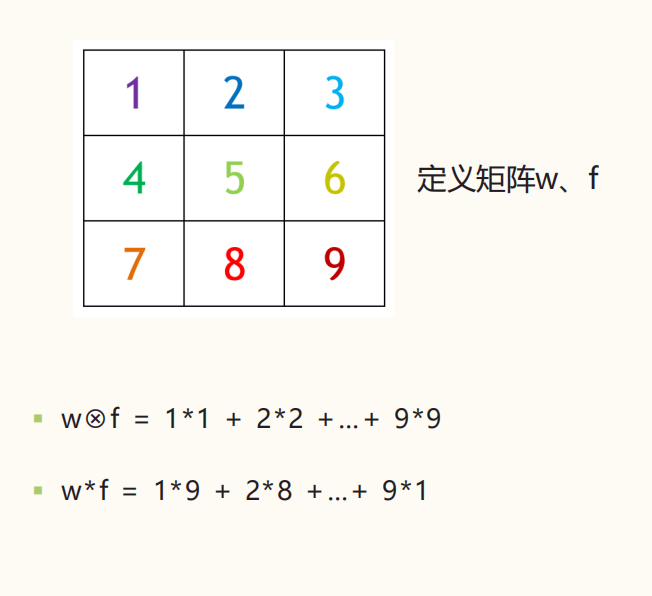 1 2 3
4 5 6
7 8 9
定义矩阵w、f
w⊗f = 1*1 + 2*2 +…+ 9*9
w*f = 1*9 + 2*8 +…+ 9*1